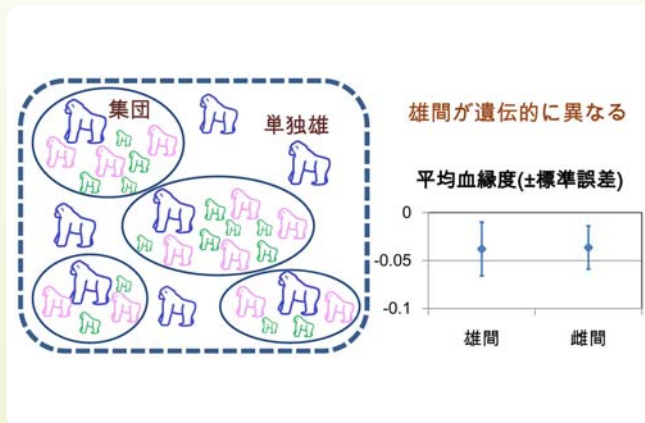 集団
単独雄
雄間が遺伝的に異なる
平均血縁度(±標準誤差)
0
-0.05
-0.1
雄間
雌間